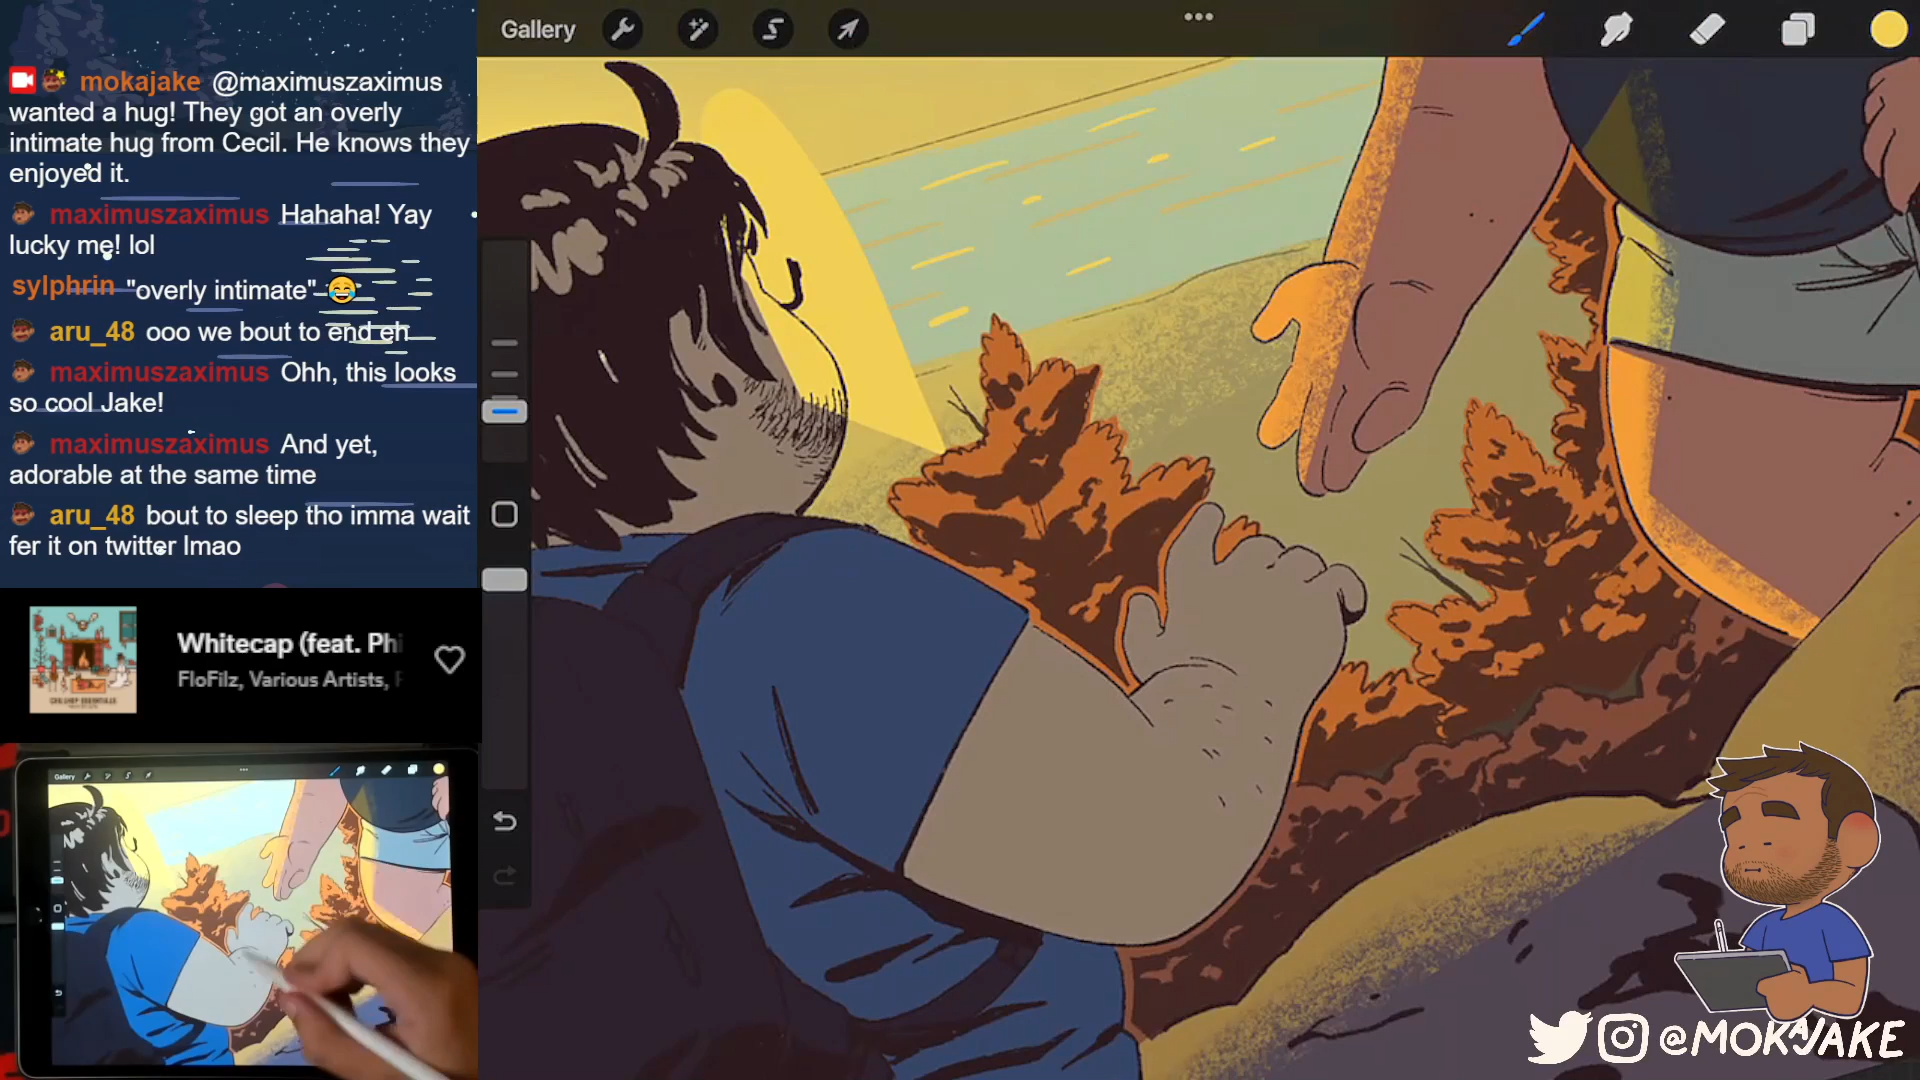 Gallery
mokajake @maximuszaximus
wanted a hug! They got an overly
intimate hug from Cecil. He knows they
enjoyed it.
maximuszaximus Hahaha! Yay
lucky me! lol
sylphrin "overly intimate" 😂
aru_48 ooo we bout to end eh
maximuszaximus Ohh, this looks
so cool Jake!
maximuszaximus And yet,
adorable at the same time
aru_48 bout to sleep tho imma wait
fer it on twitter lmao
Whitecap (feat. Phi
FloFilz, Various Artists, F
Gallery
@MOKAJAKE